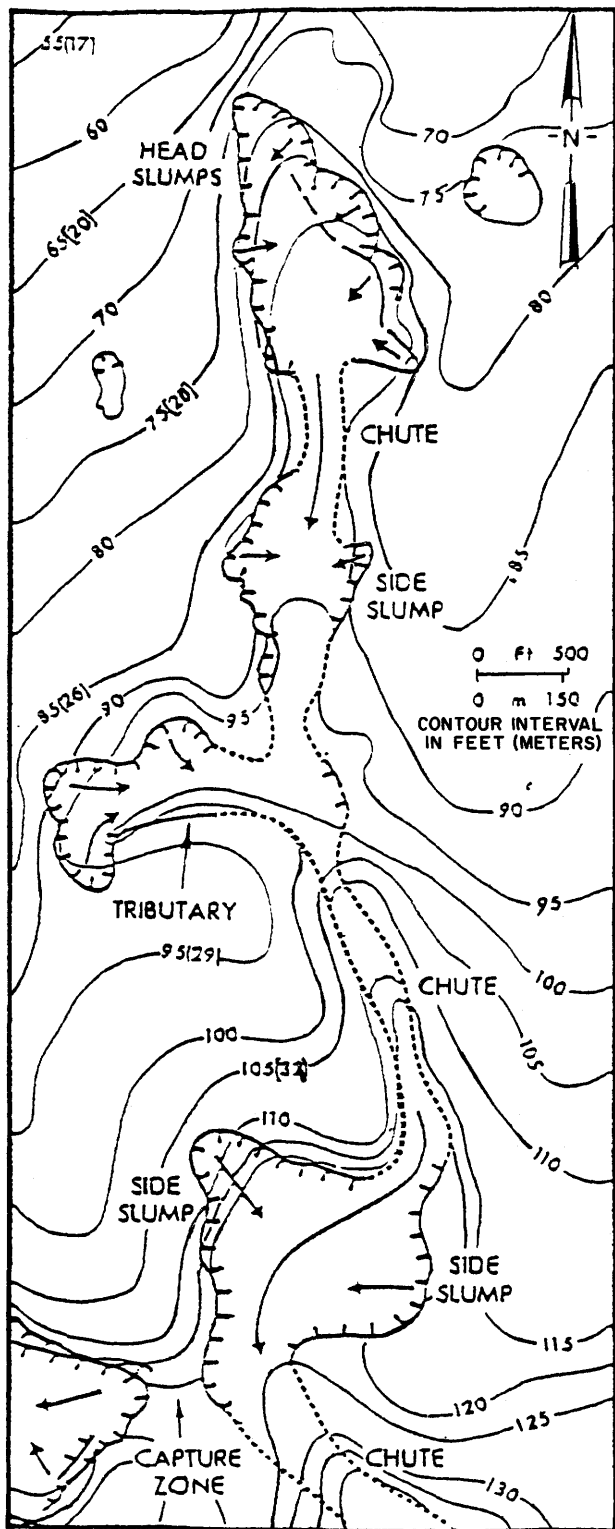 55[17]
60
HEAD
SLUMPS
70
-N-
75
65[20]
80
70
75[28]
CHUTE
80
85
SIDE
SLUMP
0 Ft 500
0 m 150
CONTOUR INTERVAL
IN FEET (METERS)
85(26)
90
95
90
TRIBUTARY
95
95(29)
CHUTE
100
100
105
105[32]
110
110
SIDE
SLUMP
SIDE
SLUMP
115
120
125
CAPTURE
ZONE
CHUTE
130